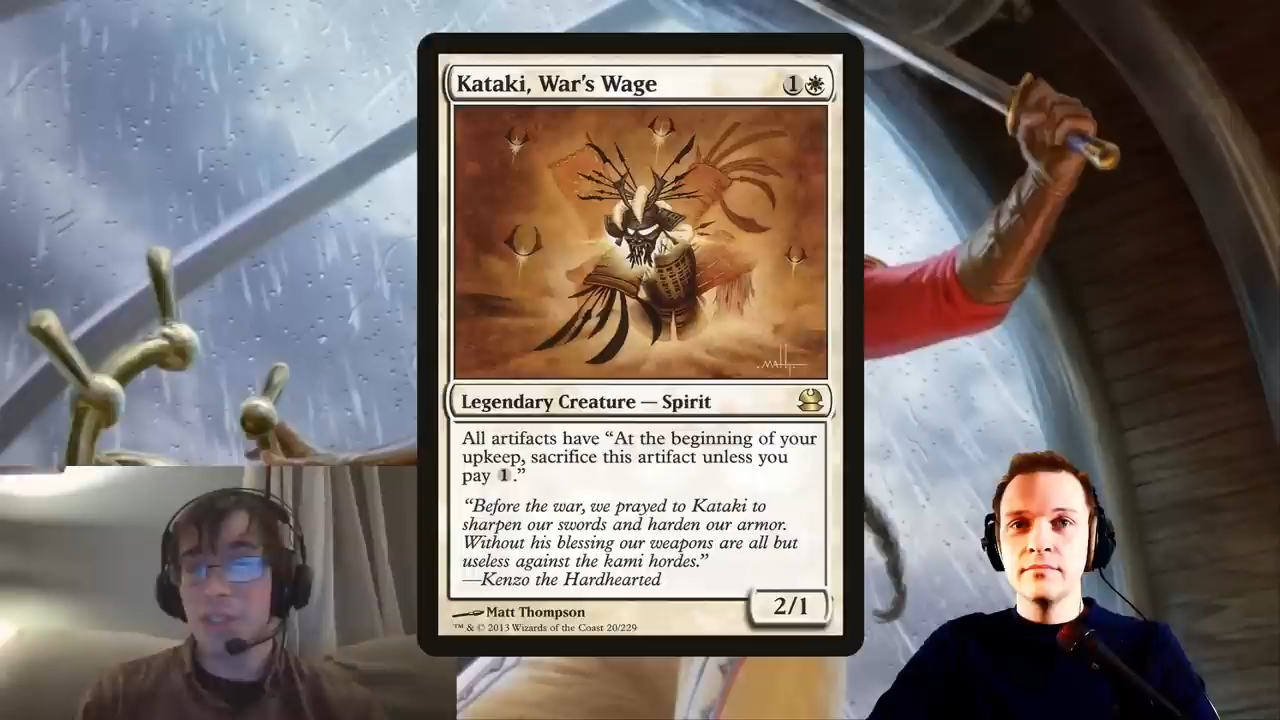 Kataki, War's Wage 1
Legendary Creature — Spirit
All artifacts have “At the beginning of your
upkeep, sacrifice this artifact unless you
pay 1.”
“Before the war, we prayed to Kataki to
sharpen our swords and harden our armor.
Without his blessing our weapons are all but
useless against the kami hordes.”
—Kenzo the Hardhearted
2/1
Matt Thompson
™ & © 2013 Wizards of the Coast 20/229